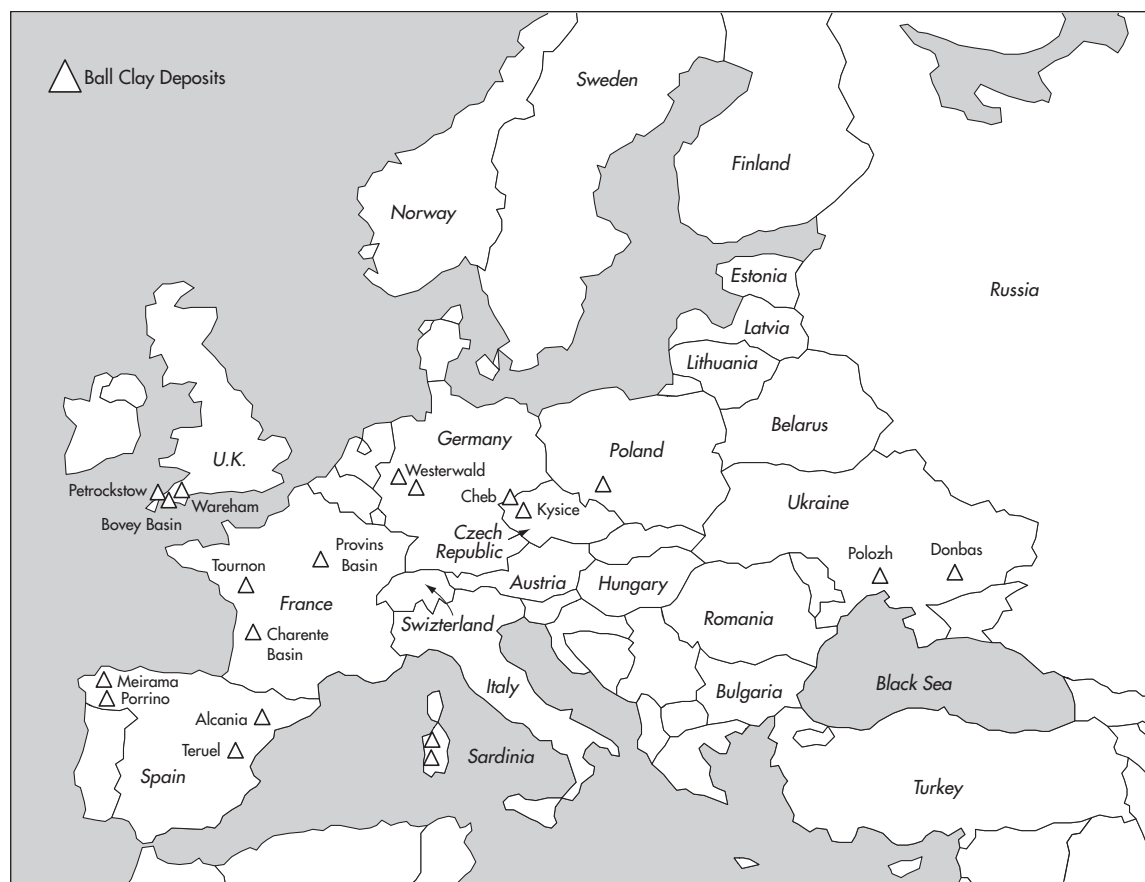 Ball Clay Deposits
Sweden
Finland
Norway
Estonia
Russia
Latvia
Lithuania
Belarus
U.K.
Germany
Poland
Petrockstow
Wareham
Bovey Basin
Westerwald
Cheb
Kysice
Czech
Republic
Ukraine
Polozh
Donbas
Provins
Basin
Tournon
France
Charente
Basin
Austria
Hungary
Swizterland
Romania
Italy
Bulgaria
Black Sea
Meirama
Porrino
Alcania
Teruel
Spain
Sardinia
Turkey